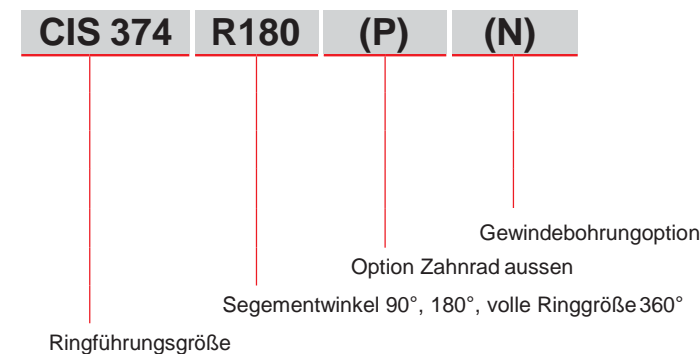 CIS 374 R180 (P) (N)
Gewindebohrungoption
Option Zahnrad aussen
Segementwinkel 90°, 180°, volle Ringgröße 360°
Ringführungsgröße